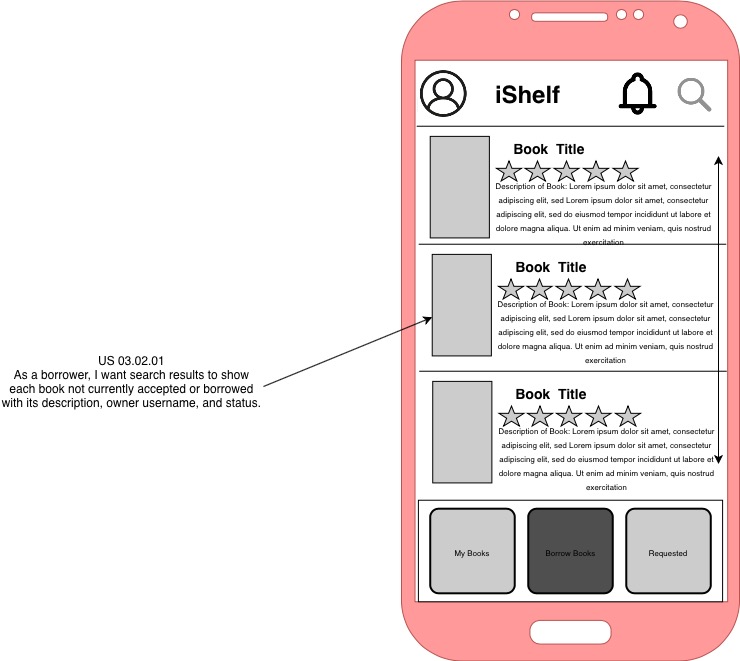 iShelf
Book Title
Description of Book: Lorem ipsum dolor sit amet, consectetur
adipiscing elit, sed Lorem ipsum dolor sit amet, consectetur
adipiscing elit, sed do eiusmod tempor incididunt ut labore et
dolore magna aliqua. Ut enim ad minim veniam, quis nostrud
exercitation
Book Title
Description of Book: Lorem ipsum dolor sit amet, consectetur
adipiscing elit, sed Lorem ipsum dolor sit amet, consectetur
adipiscing elit, sed do eiusmod tempor incididunt ut labore et
dolore magna aliqua. Ut enim ad minim veniam, quis nostrud
exercitation
US 03.02.01
As a borrower, I want search results to show
each book not currently accepted or borrowed
with its description, owner username, and status.
Book Title
Description of Book: Lorem ipsum dolor sit amet, consectetur
adipiscing elit, sed Lorem ipsum dolor sit amet, consectetur
adipiscing elit, sed do eiusmod tempor incididunt ut labore et
dolore magna aliqua. Ut enim ad minim veniam, quis nostrud
exercitation
My Books
Borrow Books
Requested